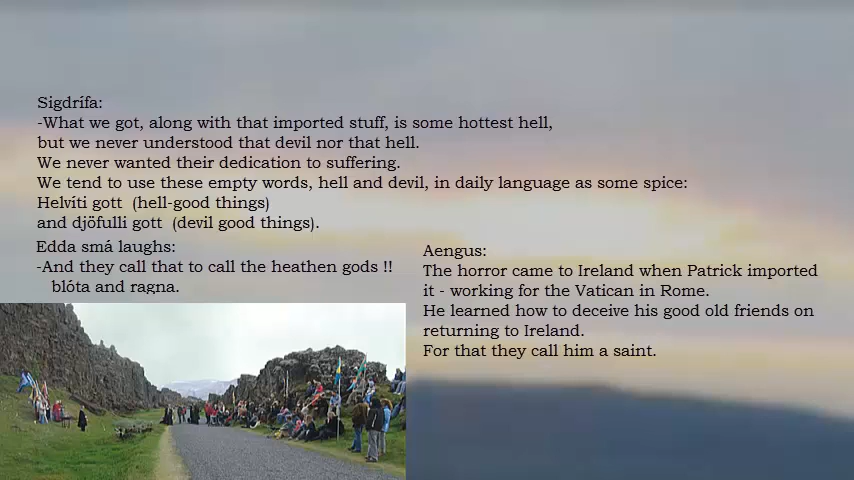 Sigdrífa:
-What we got, along with that imported stuff, is some hottest hell,
but we never understood that devil nor that hell.
We never wanted their dedication to suffering.
We tend to use these empty words, hell and devil, in daily language as some spice:
Helvíti gott  (hell-good things)
and djöfulli gott  (devil good things).
Edda smá laughs:
-And they call that to call the heathen gods !!
blóta and ragna.
Aengus:
The horror came to Ireland when Patrick imported
it - working for the Vatican in Rome.
He learned how to deceive his good old friends on
returning to Ireland.
For that they call him a saint.